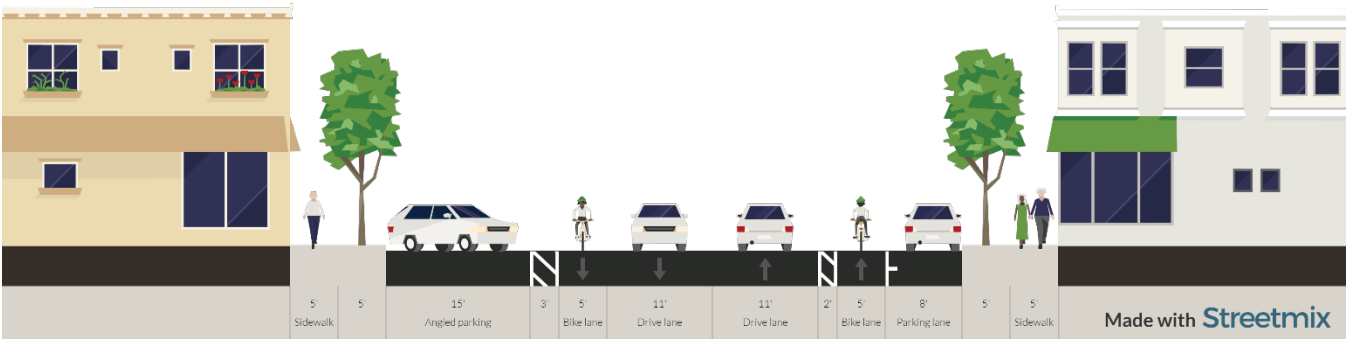 5' 5' 15' 3' 5' 11' 11' 2' 5' 8' 5' 5'
Sidewalk Angled parking Bike lane Drive lane Drive lane Bike lane Parking lane Sidewalk
Made with Streetmix